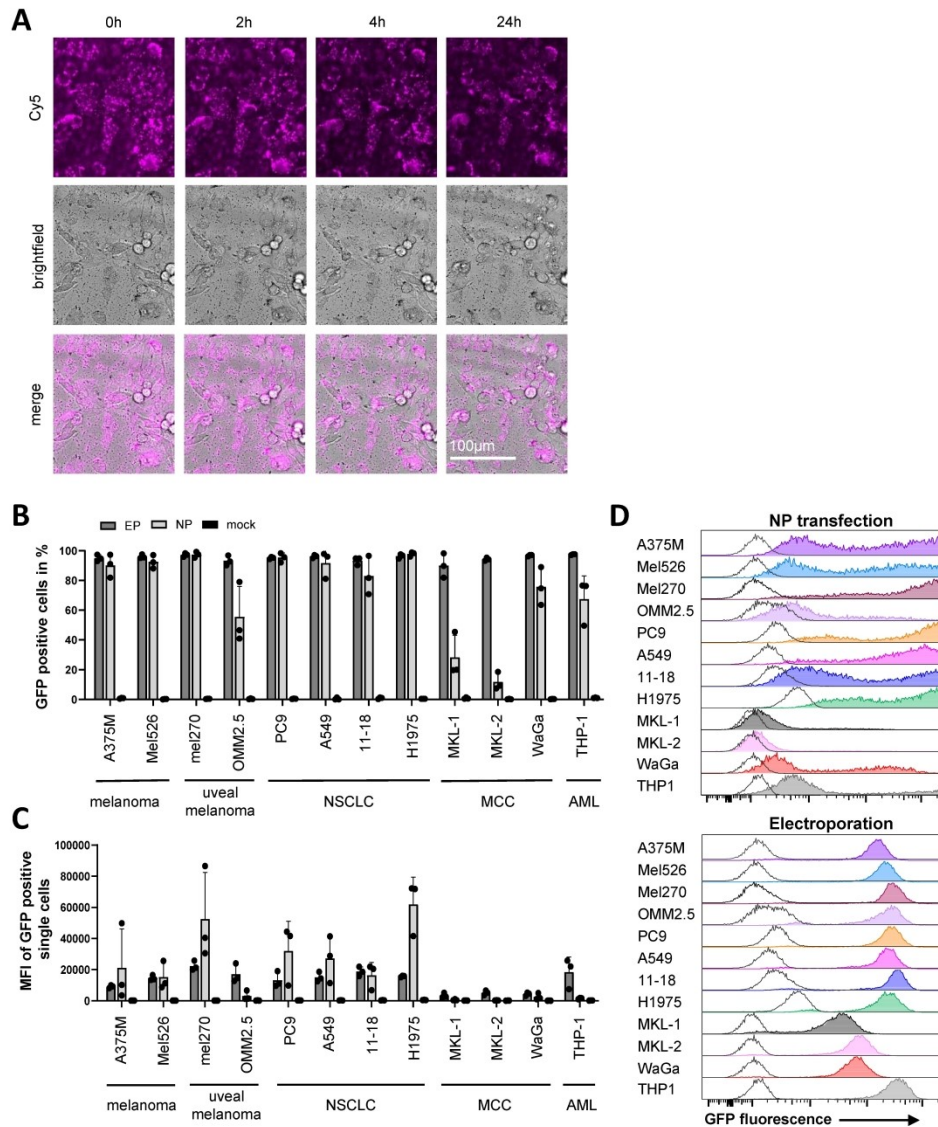 A
0h 2h 4h 24h
Cy5
brightfield
merge
100µm
B
EP NP mock
GFP positive cells in %
100
80
60
40
20
0
A375M Mel526 mel270 OMM2.5 PC9 A549 11-18 H1975 MKL-1 MKL-2 WaGa THP-1
melanoma uveal melanoma NSCLC MCC AML
C
MFI of GFP positive
single cells
100000
80000
60000
40000
20000
0
A375M Mel526 mel270 OMM2.5 PC9 A549 11-18 H1975 MKL-1 MKL-2 WaGa THP-1
melanoma uveal melanoma NSCLC MCC AML
D
NP transfection
A375M
Mel526
Mel270
OMM2.5
PC9
A549
11-18
H1975
MKL-1
MKL-2
WaGa
THP1
Electroporation
A375M
Mel526
Mel270
OMM2.5
PC9
A549
11-18
H1975
MKL-1
MKL-2
WaGa
THP1
GFP fluorescence